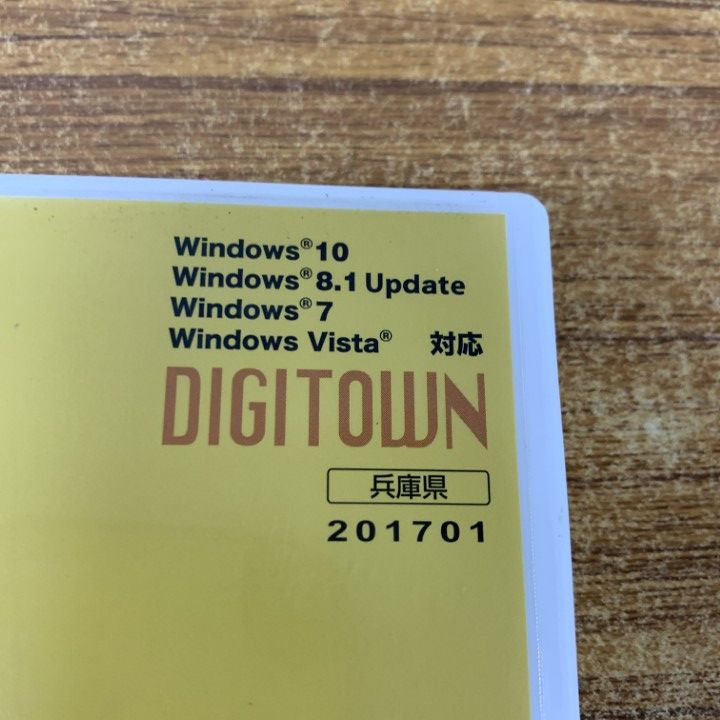 Windows®10
Windows®8.1 Update
Windows®7
Windows Vista® 対応
DIGITOWN
兵庫県
201701